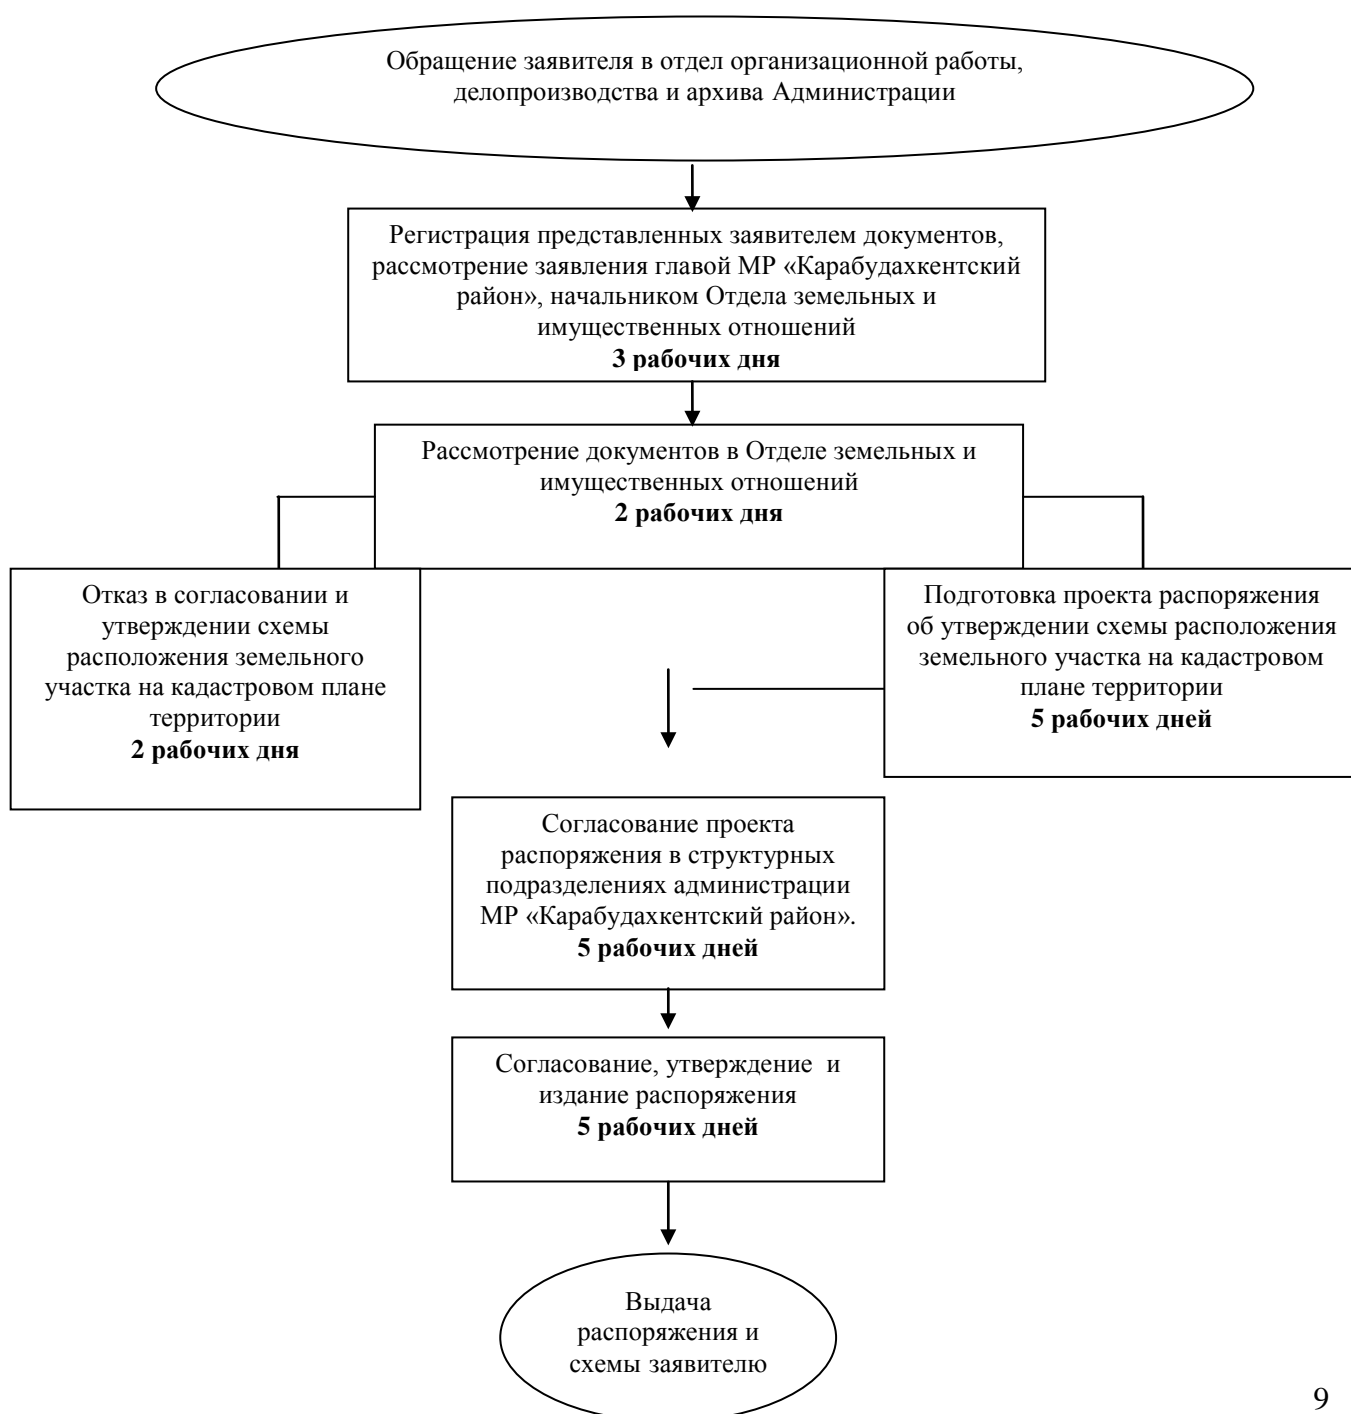 Обращение заявителя в отдел организационной работы,
делопроизводства и архива Администрации
Регистрация представленных заявителем документов,
рассмотрение заявления главой МР «Карабудахкентский
район», начальником Отдела земельных и
имущественных отношений
3 рабочих дня
Рассмотрение документов в Отделе земельных и
имущественных отношений
2 рабочих дня
Отказ в согласовании и
утверждении схемы
расположения земельного
участка на кадастровом плане
территории
2 рабочих дня
Подготовка проекта распоряжения
об утверждении схемы расположения
земельного участка на кадастровом
плане территории
5 рабочих дней
Согласование проекта
распоряжения в структурных
подразделениях администрации
МР «Карабудахкентский район».
5 рабочих дней
Согласование, утверждение и
издание распоряжения
5 рабочих дней
Выдача
распоряжения и
схемы заявителю
9